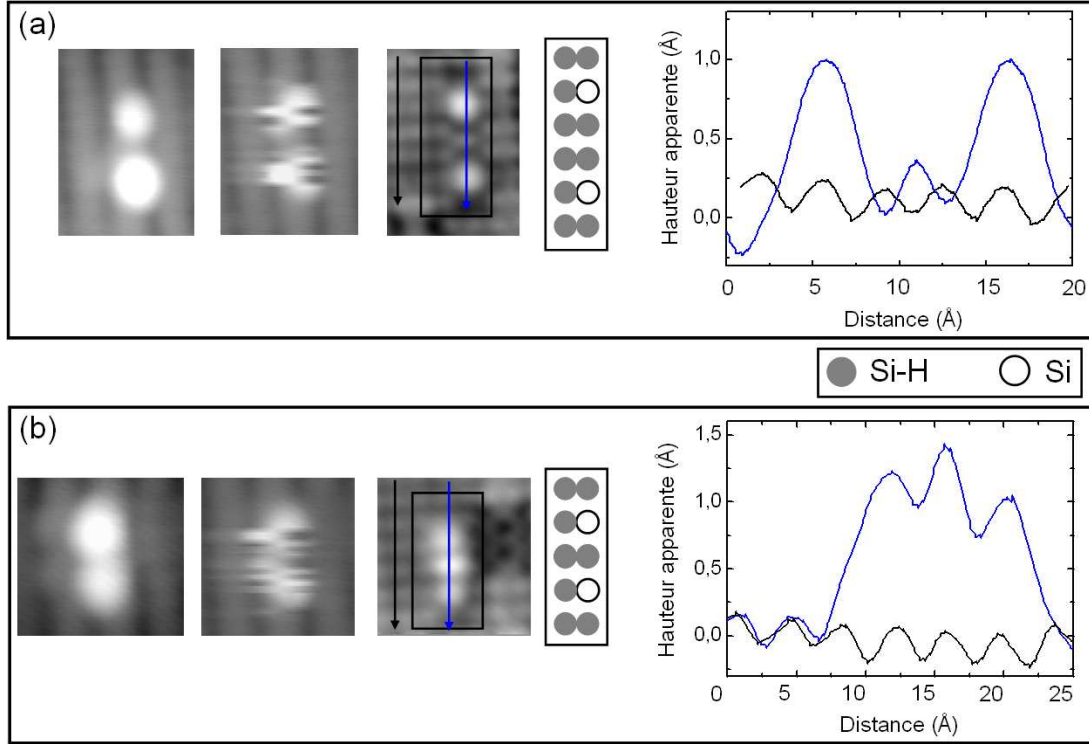 (a)
Hauteur apparente (Å)
1,0
0,5
0,0
0 5 10 15 20
Distance (Å)
Si-H Si
(b)
Hauteur apparente (Å)
1,5
1,0
0,5
0,0
0 5 10 15 20 25
Distance (Å)